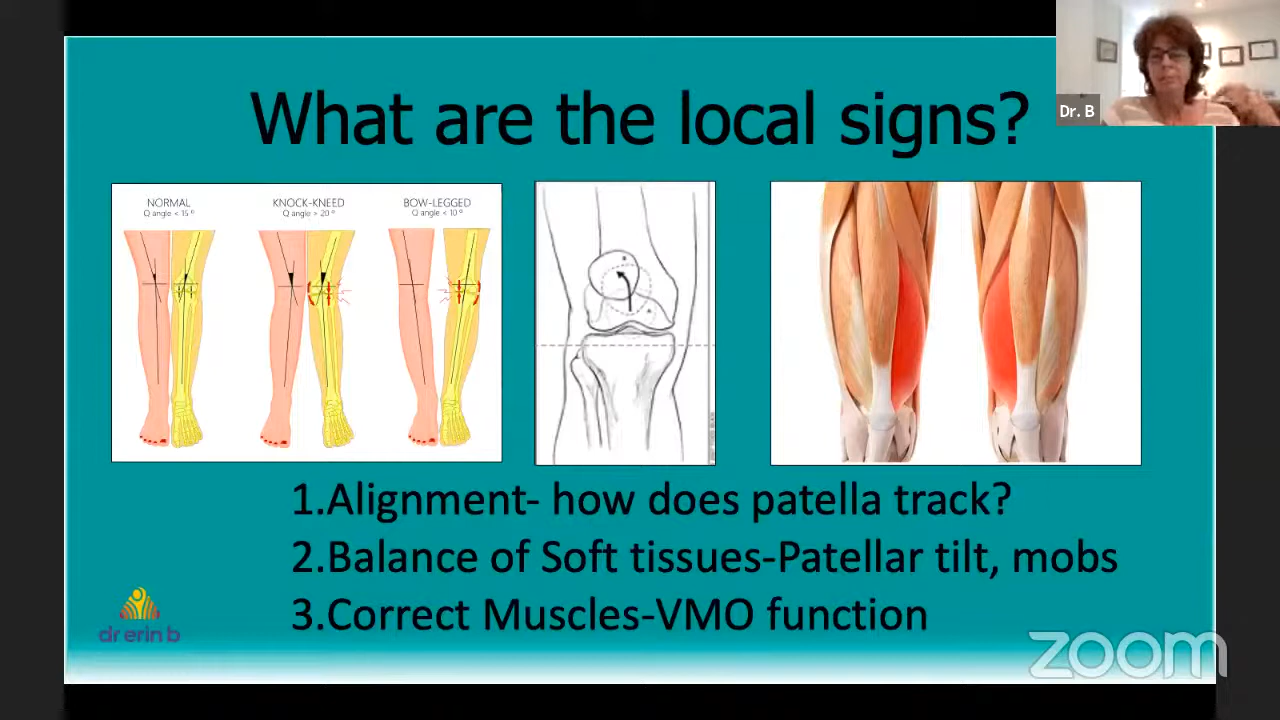 What are the local signs?
Dr. B
NORMAL
Q angle < 15 º
KNOCK-KNEED
Q angle > 20 º
BOW-LEGGED
Q angle < 10 º
1.Alignment- how does patella track?
2.Balance of Soft tissues-Patellar tilt, mobs
3.Correct Muscles-VMO function
dr erin b
zoom